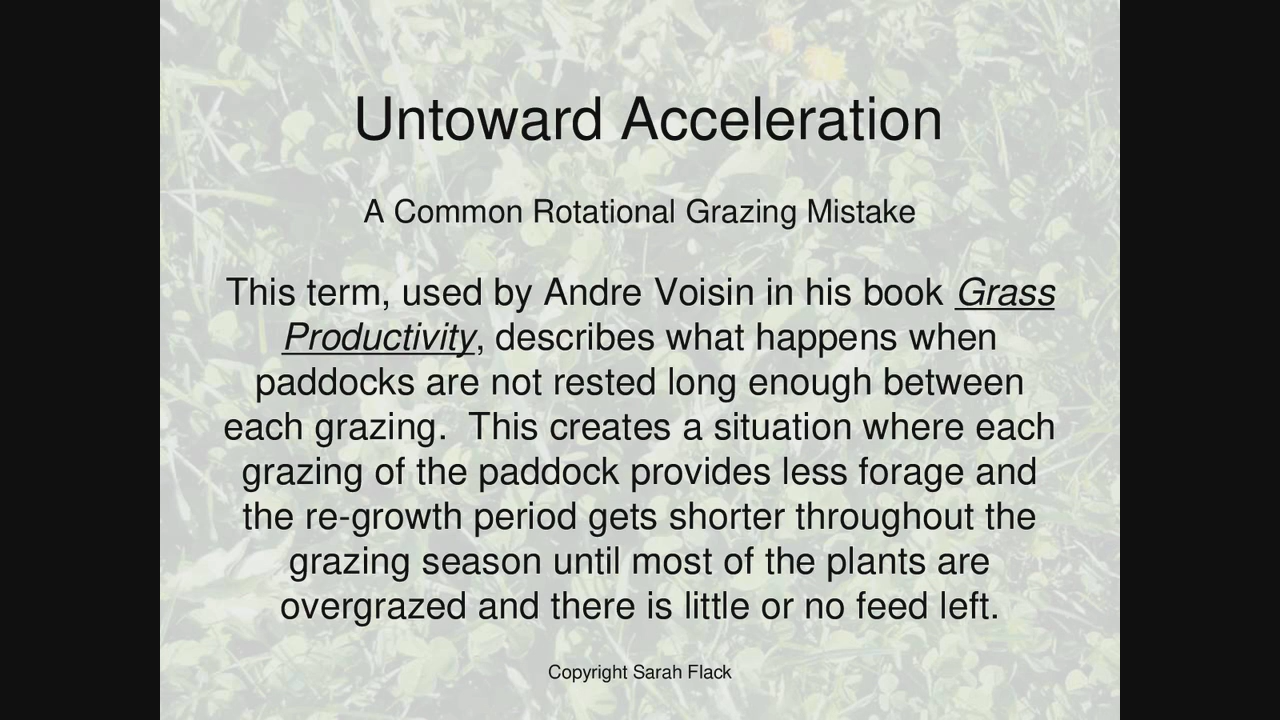 Untoward Acceleration
A Common Rotational Grazing Mistake
This term, used by Andre Voisin in his book Grass
Productivity, describes what happens when
paddocks are not rested long enough between
each grazing.  This creates a situation where each
grazing of the paddock provides less forage and
the re-growth period gets shorter throughout the
grazing season until most of the plants are
overgrazed and there is little or no feed left.
Copyright Sarah Flack